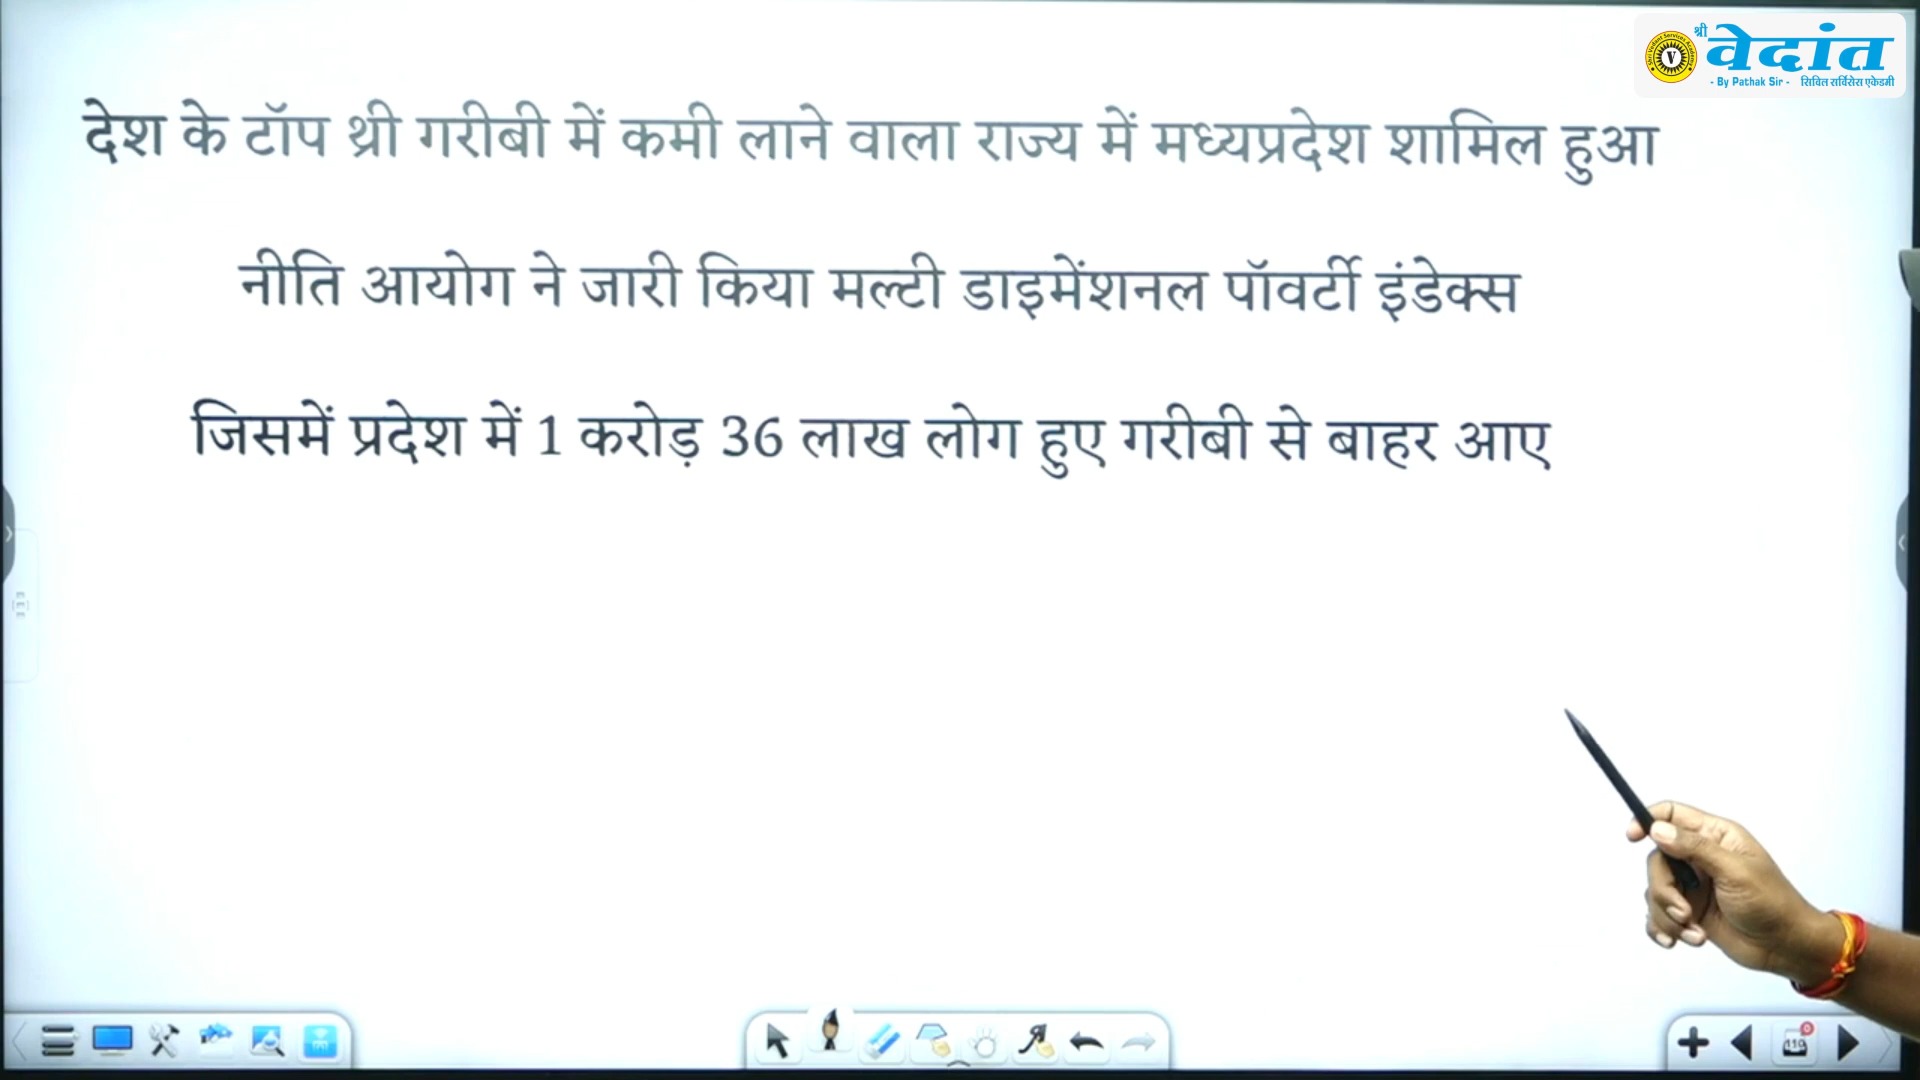 श्री वेदांत
- By Pathak Sir - सिविल सर्विसेस एकेडमी
देश के टॉप थ्री गरीबी में कमी लाने वाला राज्य में मध्यप्रदेश शामिल हुआ
नीति आयोग ने जारी किया मल्टी डाइमेंशनल पॉवर्टी इंडेक्स
जिसमें प्रदेश में 1 करोड़ 36 लाख लोग हुए गरीबी से बाहर आए